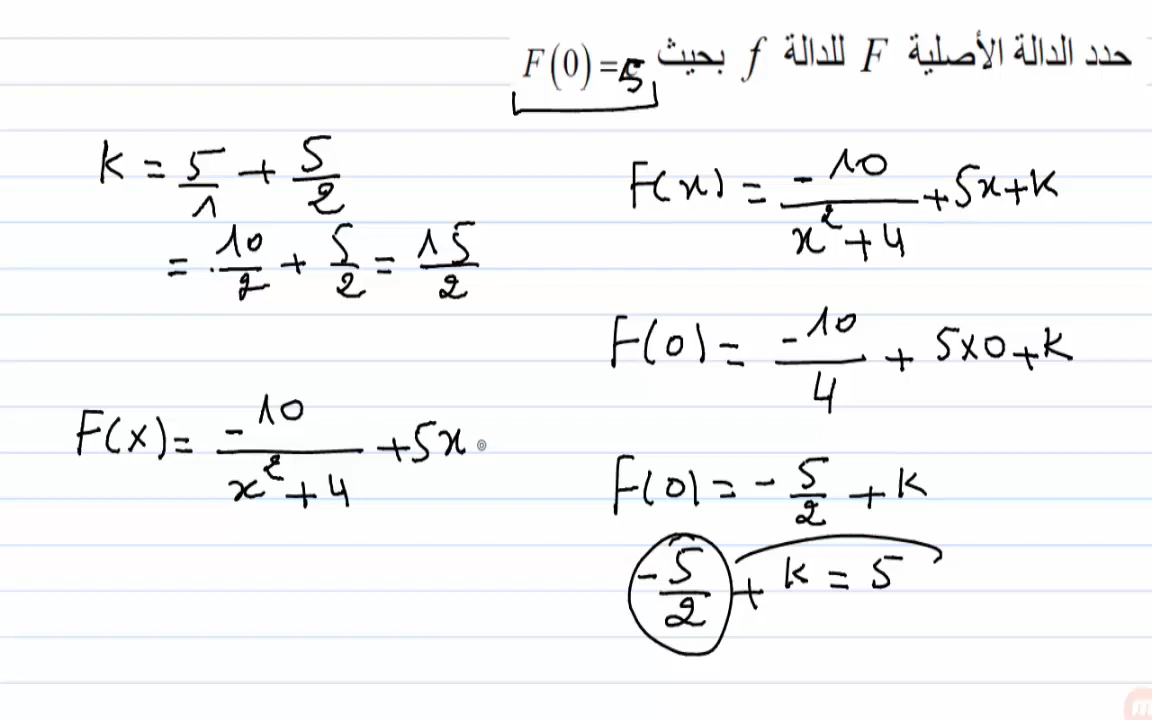 حدد الدالة الأصلية F للدالة f بحيث F(0)=5
F(x) = -10/(x²+4) + 5x + k
F(0) = -10/4 + 5×0 + k
F(0) = -5/2 + k
-5/2 + k = 5
k = 5/1 + 5/2
= 10/2 + 5/2 = 15/2
F(x) = -10/(x²+4) + 5x